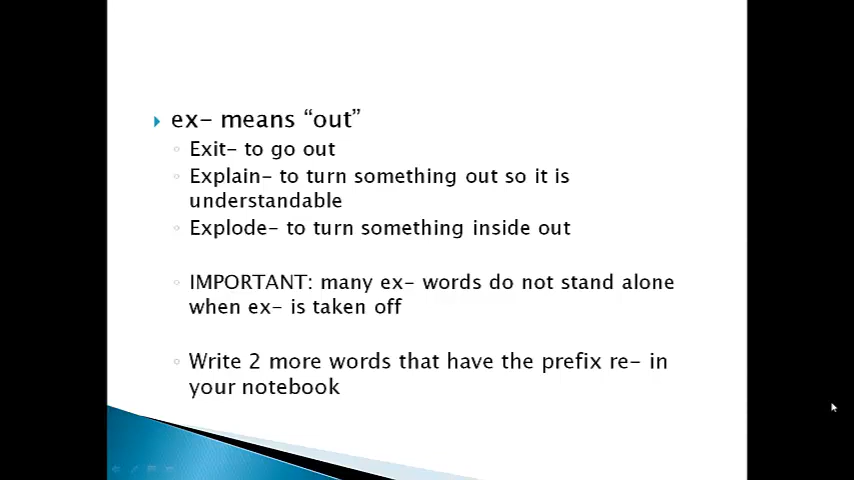 ex- means “out”
Exit- to go out
Explain- to turn something out so it is
understandable
Explode- to turn something inside out
IMPORTANT: many ex- words do not stand alone
when ex- is taken off
Write 2 more words that have the prefix re- in
your notebook